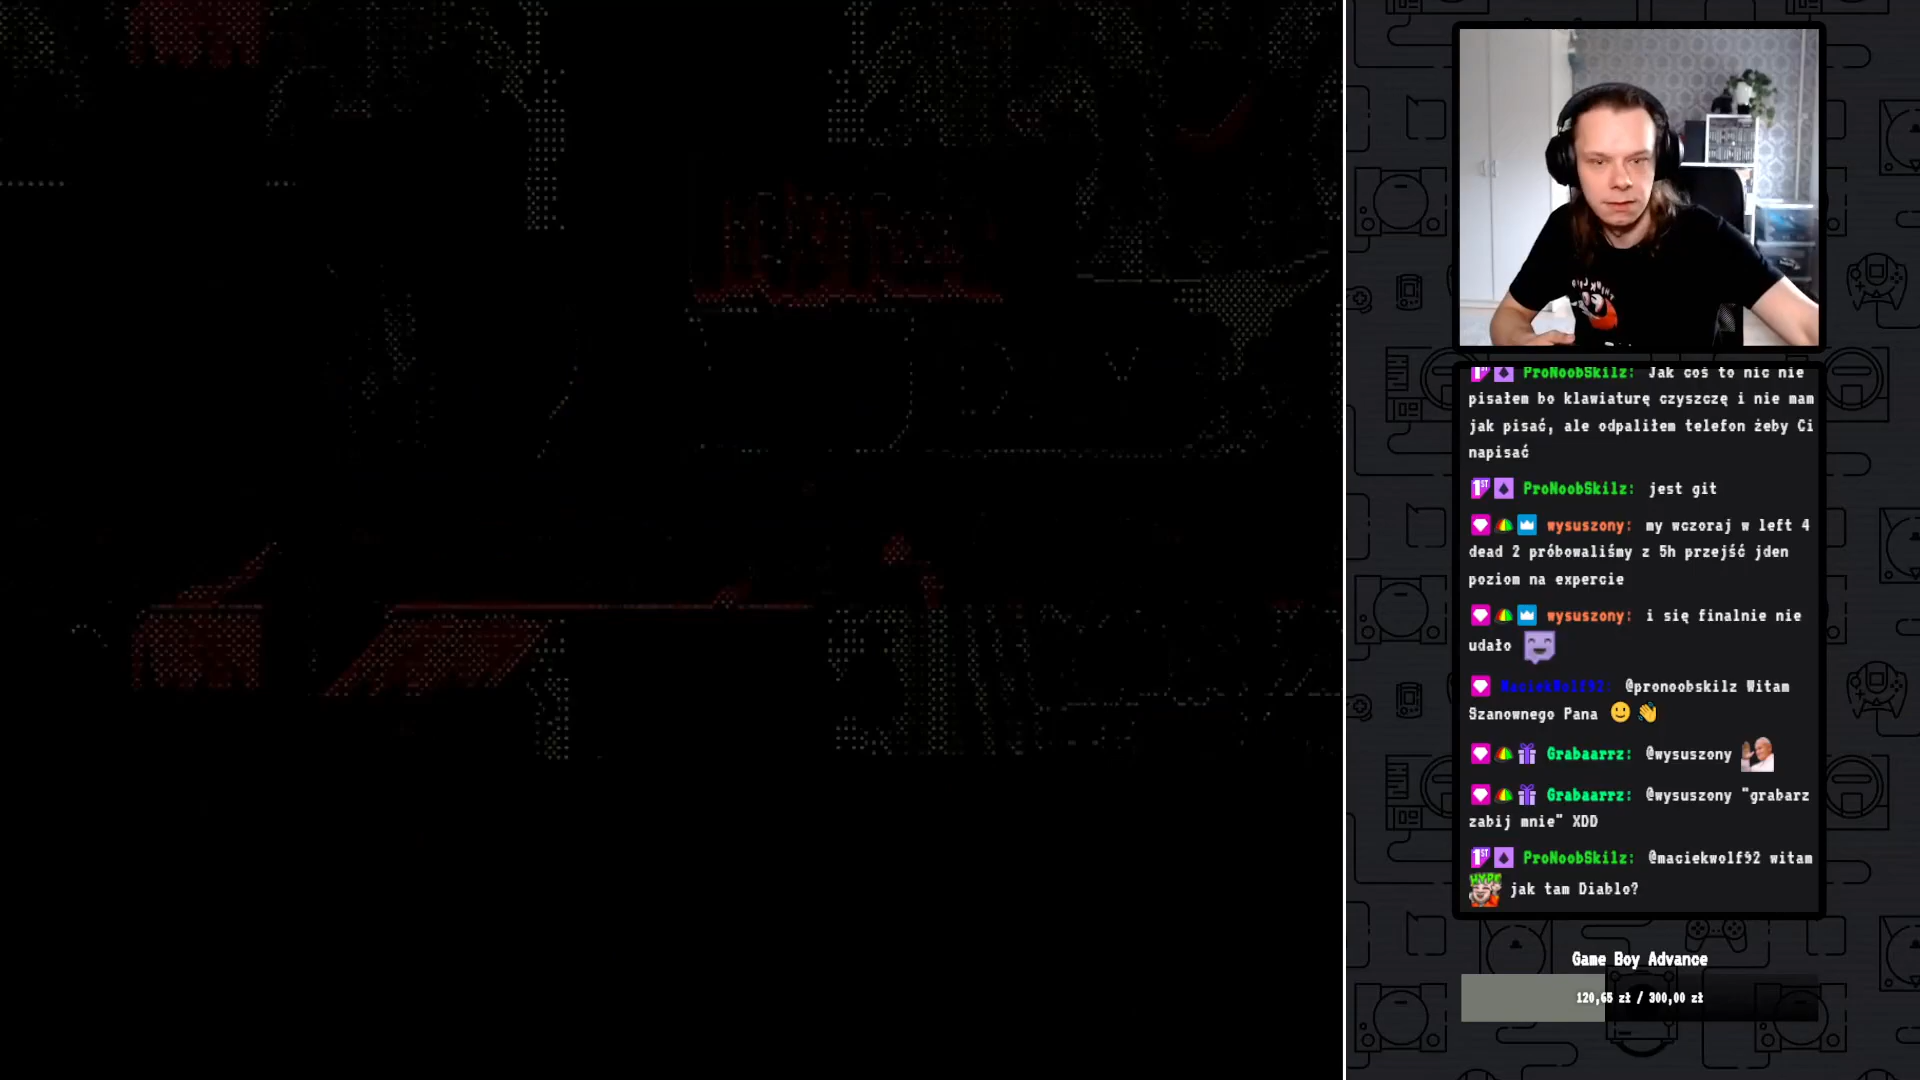 ProNoobSkilz: Jak coś to nic nie
pisałem bo klawiaturę czyszczę i nie mam
jak pisać, ale odpaliłem telefon żeby Ci
napisać
ProNoobSkilz: jest git
wysuszony: my wczoraj w left 4
dead 2 próbowaliśmy z 5h przejść jden
poziom na expercie
wysuszony: i się finalnie nie
udało
MaciekWolf92: @pronoobskilz Witam
Szanownego Pana
Grabaarrz: @wysuszony
Grabaarrz: @wysuszony "grabarz
zabij mnie" XDD
ProNoobSkilz: @maciekwolf92 witam
jak tam Diablo?
Game Boy Advance
120,65 zł / 300,00 zł